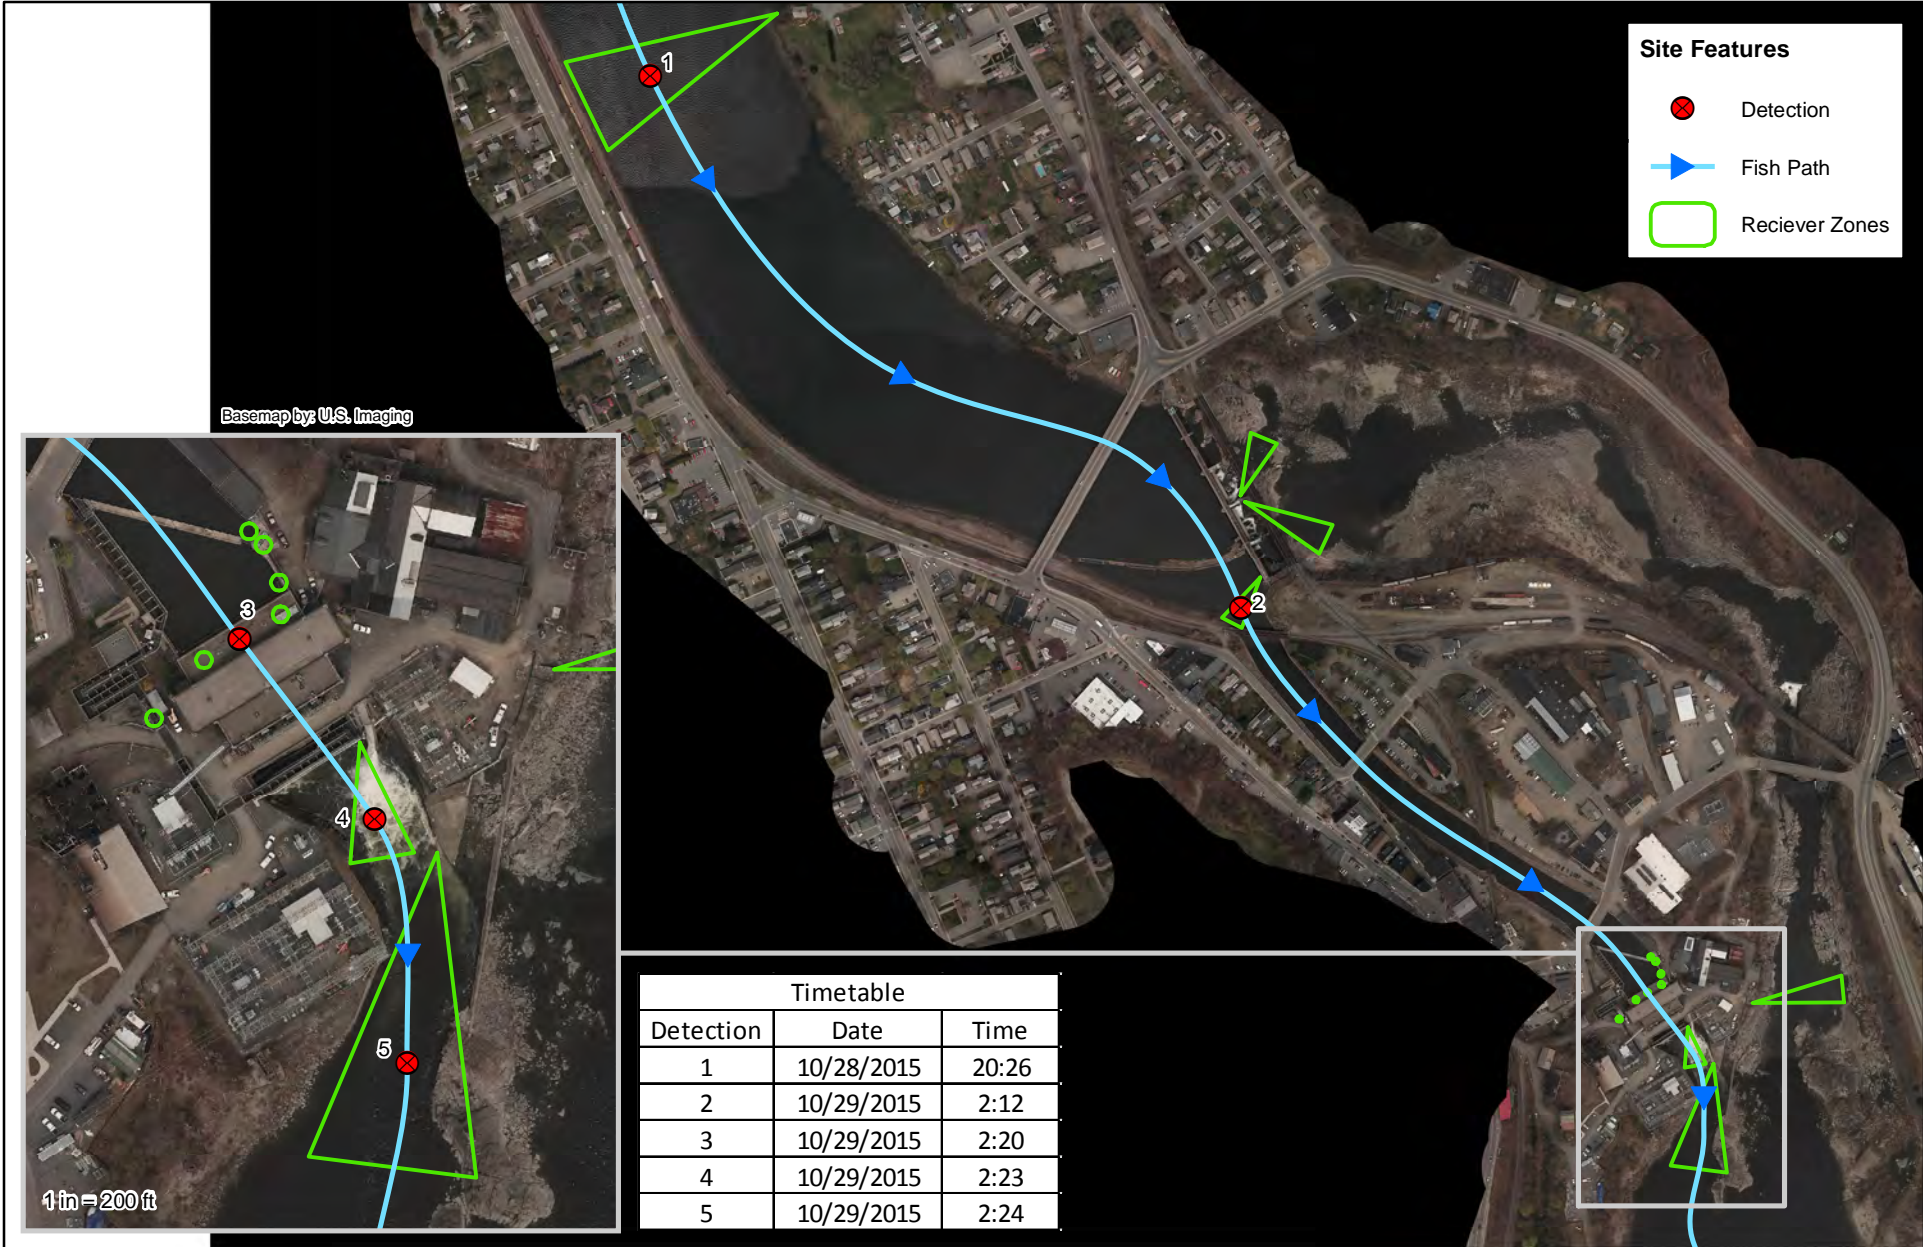 1
Site Features
Detection
Fish Path
Reciever Zones
Basemap by: U.S. Imaging
2
3
4
5
1 in = 200 ft
Timetable
Detection Date Time
1 10/28/2015 20:26
2 10/29/2015 2:12
3 10/29/2015 2:20
4 10/29/2015 2:23
5 10/29/2015 2:24